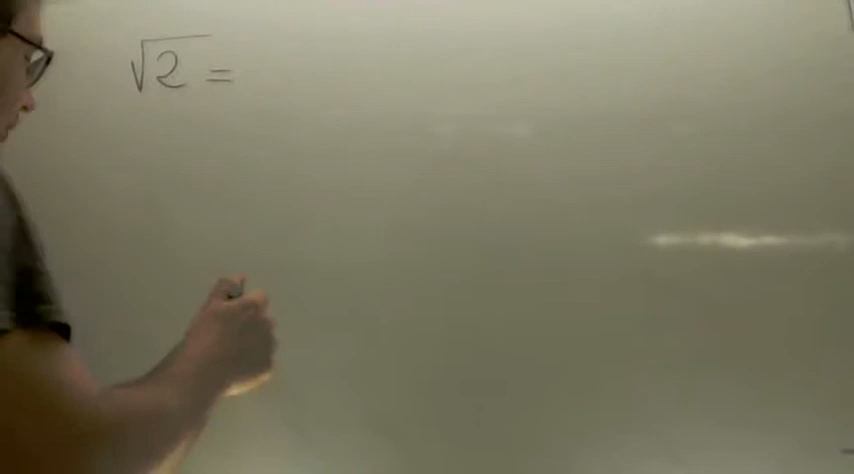 √2 =